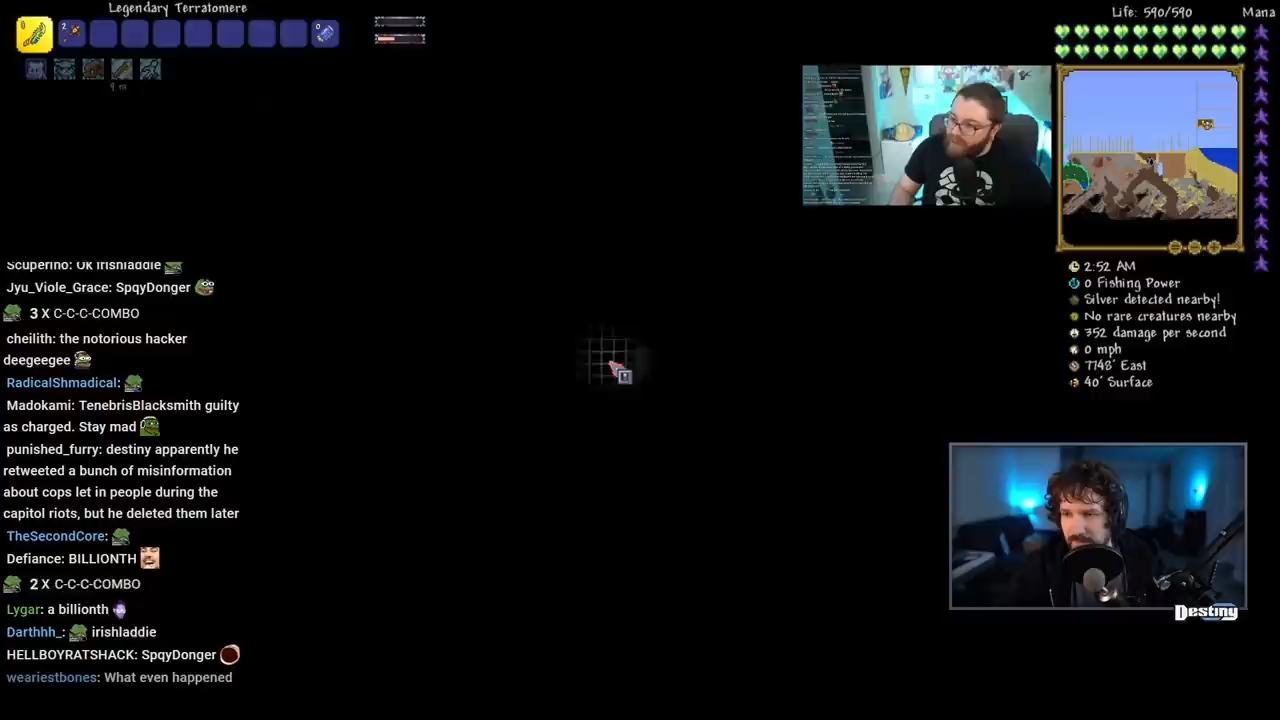 Legendary Terratomere
Life: 590/590
Mana
2:52 AM
0 Fishing Power
Silver detected nearby!
No rare creatures nearby
352 damage per second
0 mph
7148' East
40' Surface
Scuperino: Ok irishladdie
Jyu_Viole_Grace: SpqyDonger
3 X C-C-C-COMBO
cheilith: the notorious hacker
deegeegee
RadicalShmadical:
Madokami: TenebrisBlacksmith guilty
as charged. Stay mad
punished_furry: destiny apparently he
retweeted a bunch of misinformation
about cops let in people during the
capitol riots, but he deleted them later
TheSecondCore:
Defiance: BILLIONTH
2 X C-C-C-COMBO
Lygar: a billionth
Darthhh_: irishladdie
HELLBOYRATSHACK: SpqyDonger
weariestbones: What even happened
Destiny